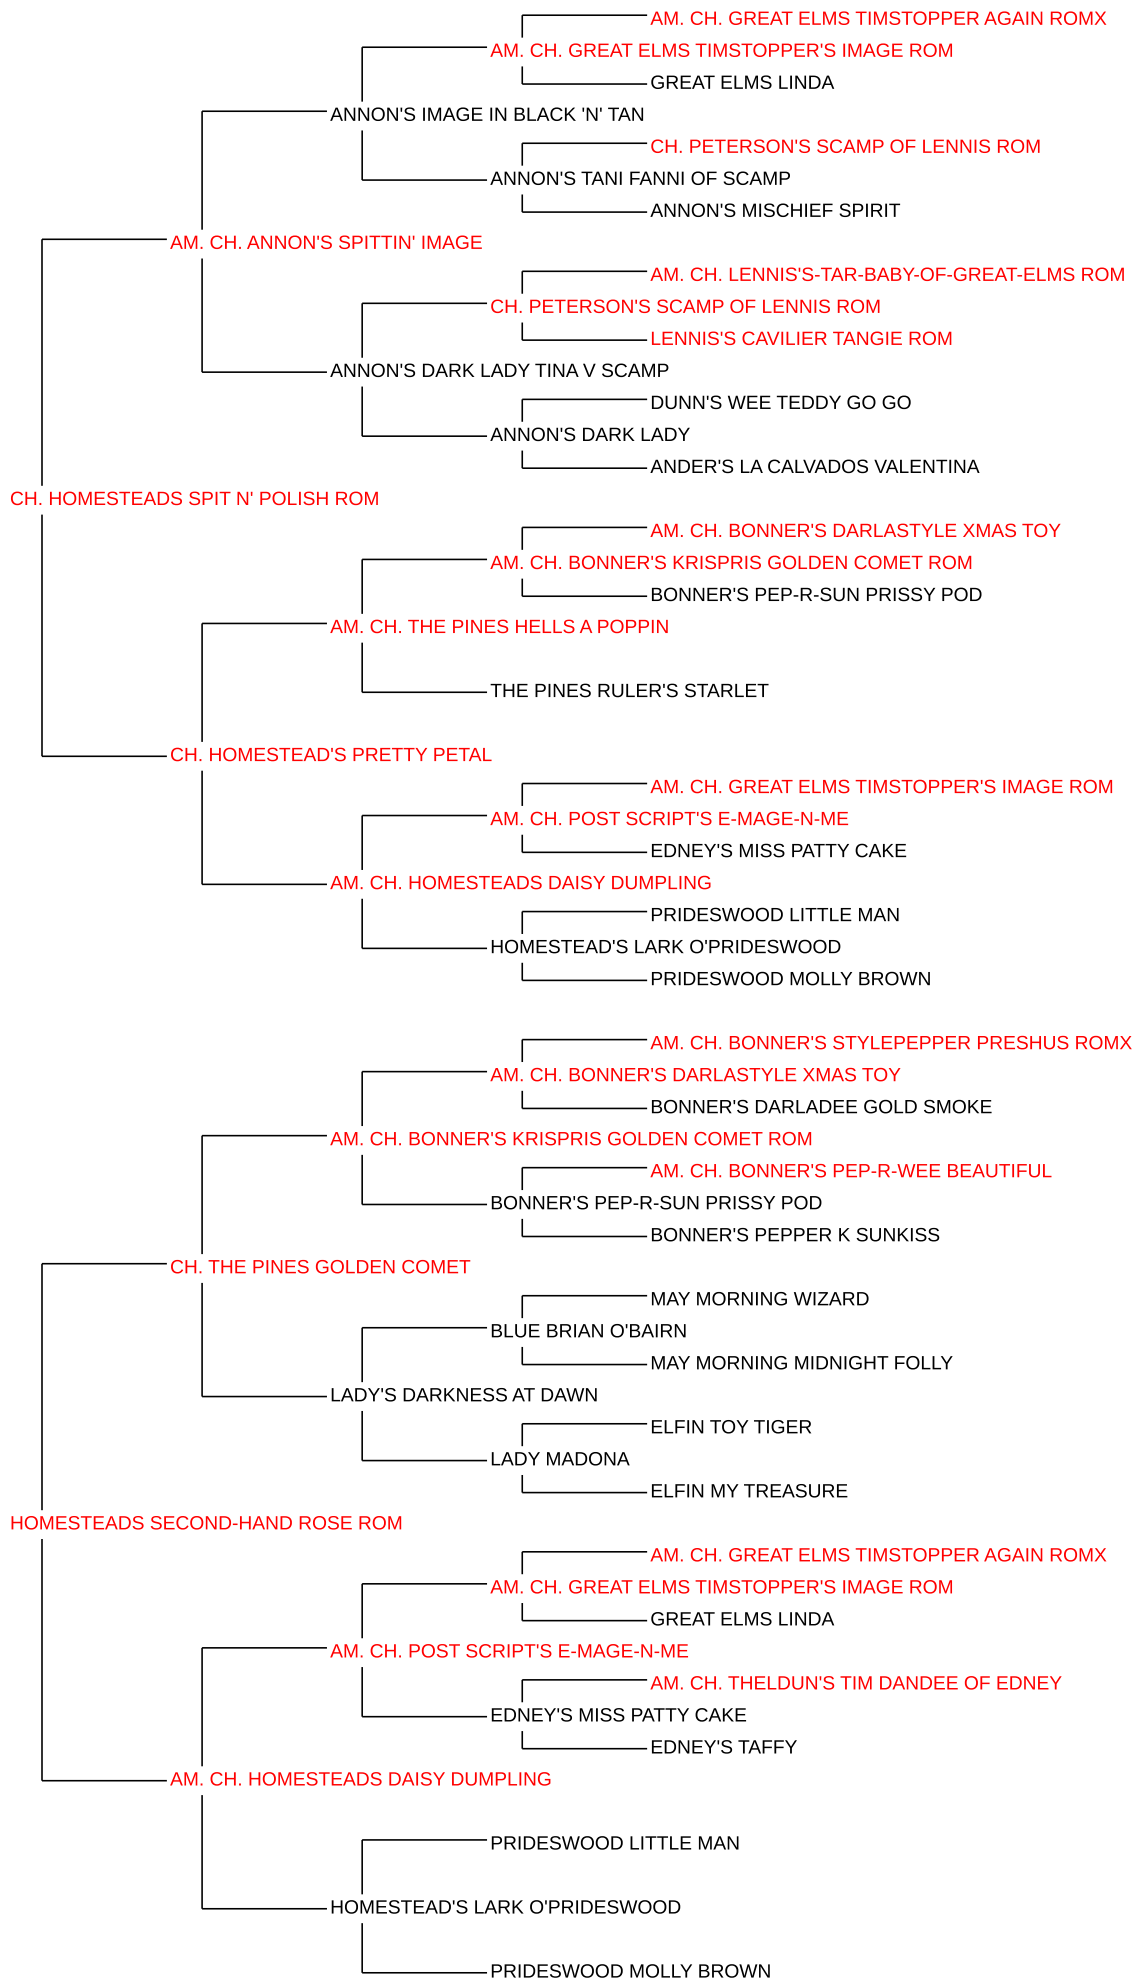 AM. CH. GREAT ELMS TIMSTOPPER AGAIN ROMX
AM. CH. GREAT ELMS TIMSTOPPER'S IMAGE ROM
GREAT ELMS LINDA
ANNON'S IMAGE IN BLACK 'N' TAN
CH. PETERSON'S SCAMP OF LENNIS ROM
ANNON'S TANI FANNI OF SCAMP
ANNON'S MISCHIEF SPIRIT
AM. CH. ANNON'S SPITTIN' IMAGE
AM. CH. LENNIS'S-TAR-BABY-OF-GREAT-ELMS ROM
CH. PETERSON'S SCAMP OF LENNIS ROM
LENNIS'S CAVILIER TANGIE ROM
ANNON'S DARK LADY TINA V SCAMP
DUNN'S WEE TEDDY GO GO
ANNON'S DARK LADY
ANDER'S LA CALVADOS VALENTINA
CH. HOMESTEADS SPIT N' POLISH ROM
AM. CH. BONNER'S DARLASTYLE XMAS TOY
AM. CH. BONNER'S KRISPRIS GOLDEN COMET ROM
BONNER'S PEP-R-SUN PRISSY POD
AM. CH. THE PINES HELLS A POPPIN
THE PINES RULER'S STARLET
CH. HOMESTEAD'S PRETTY PETAL
AM. CH. GREAT ELMS TIMSTOPPER'S IMAGE ROM
AM. CH. POST SCRIPT'S E-MAGE-N-ME
EDNEY'S MISS PATTY CAKE
AM. CH. HOMESTEADS DAISY DUMPLING
PRIDESWOOD LITTLE MAN
HOMESTEAD'S LARK O'PRIDESWOOD
PRIDESWOOD MOLLY BROWN
AM. CH. BONNER'S STYLEPEPPER PRESHUS ROMX
AM. CH. BONNER'S DARLASTYLE XMAS TOY
BONNER'S DARLADEE GOLD SMOKE
AM. CH. BONNER'S KRISPRIS GOLDEN COMET ROM
AM. CH. BONNER'S PEP-R-WEE BEAUTIFUL
BONNER'S PEP-R-SUN PRISSY POD
BONNER'S PEPPER K SUNKISS
CH. THE PINES GOLDEN COMET
MAY MORNING WIZARD
BLUE BRIAN O'BAIRN
MAY MORNING MIDNIGHT FOLLY
LADY'S DARKNESS AT DAWN
ELFIN TOY TIGER
LADY MADONA
ELFIN MY TREASURE
HOMESTEADS SECOND-HAND ROSE ROM
AM. CH. GREAT ELMS TIMSTOPPER AGAIN ROMX
AM. CH. GREAT ELMS TIMSTOPPER'S IMAGE ROM
GREAT ELMS LINDA
AM. CH. POST SCRIPT'S E-MAGE-N-ME
AM. CH. THELDUN'S TIM DANDEE OF EDNEY
EDNEY'S MISS PATTY CAKE
EDNEY'S TAFFY
AM. CH. HOMESTEADS DAISY DUMPLING
PRIDESWOOD LITTLE MAN
HOMESTEAD'S LARK O'PRIDESWOOD
PRIDESWOOD MOLLY BROWN